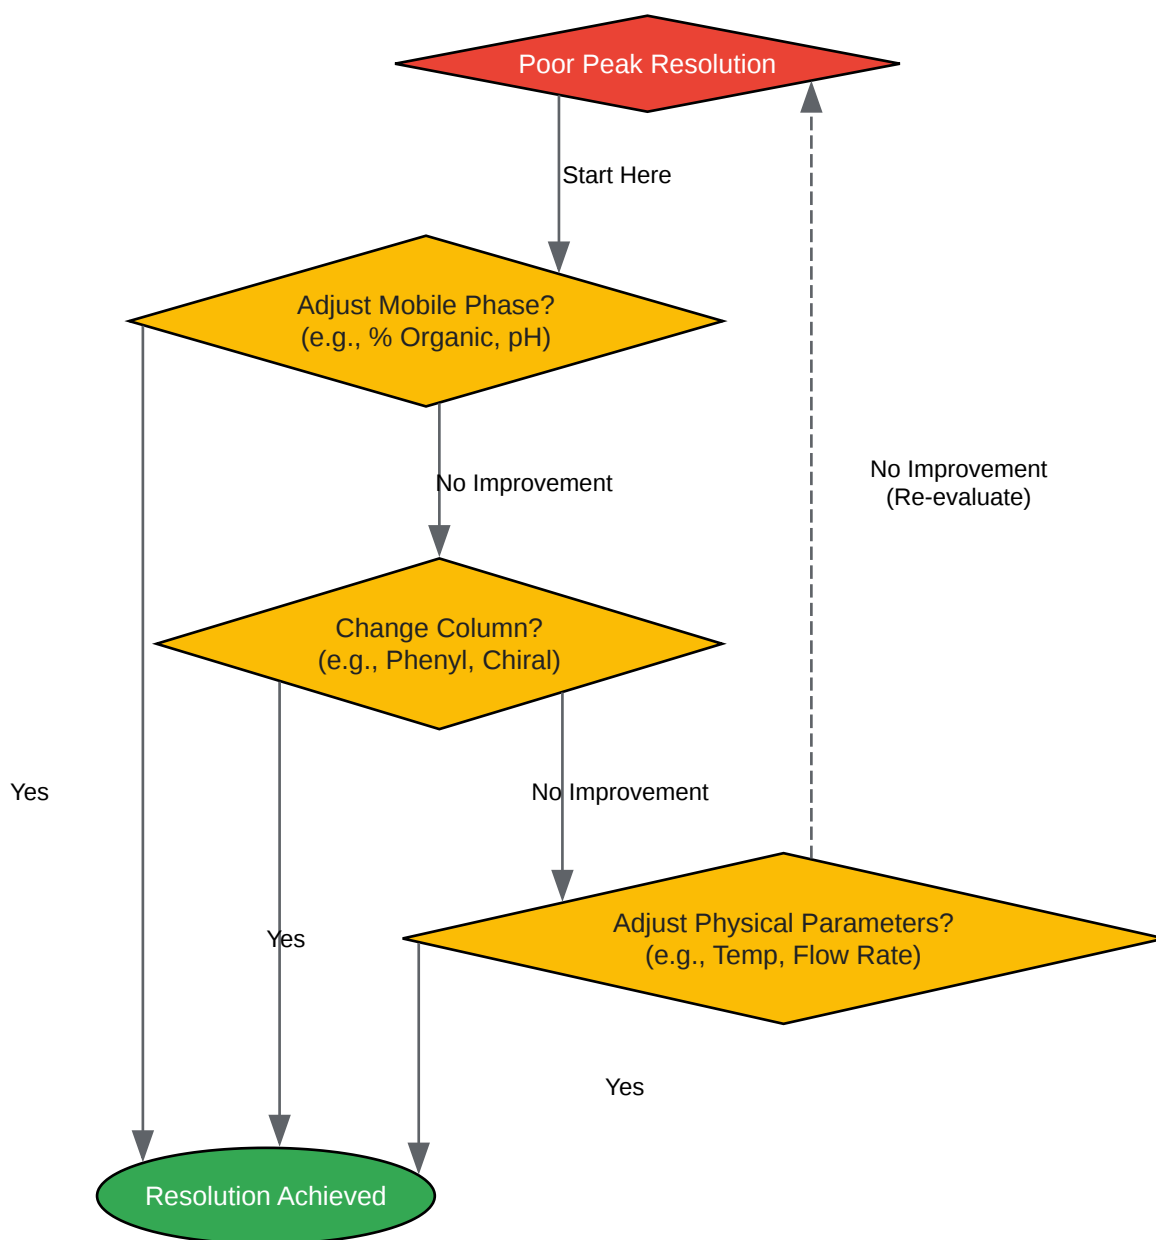 Poor Peak Resolution
Start Here
Adjust Mobile Phase?
(e.g., % Organic, pH)
No Improvement
No Improvement
(Re-evaluate)
Change Column?
(e.g., Phenyl, Chiral)
Yes
No Improvement
Yes
Adjust Physical Parameters?
(e.g., Temp, Flow Rate)
Yes
Resolution Achieved